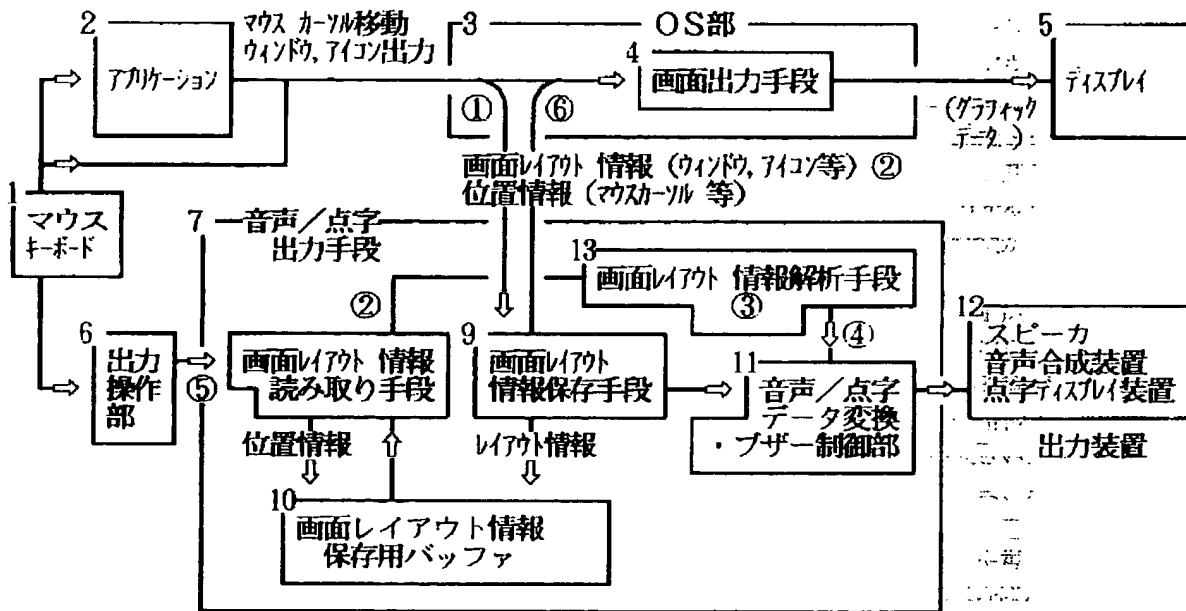 2
アプリケーション
マウス カーソル移動
ウィンドウ, アイコン出力
3
OS部
4
画面出力手段
5
ディスプレイ
(グラフィック
データ)
①
⑥
画面レイアウト 情報 (ウィンドウ, アイコン等) ②
位置情報 (マウスカーソル 等)
1
マウス
キーボード
7
音声／点字
出力手段
13
画面レイアウト 情報解析手段
②
③
④
6
出力
操作
部
⑤
画面レイアウト 情報
読み取り手段
9
画面レイアウト
情報保存手段
11
音声／点字
データ変換
・ブザー制御部
12
スピーカ
音声合成装置
点字ディスプレイ装置
出力装置
位置情報
レイアウト情報
10
画面レイアウト情報
保存用バッファ